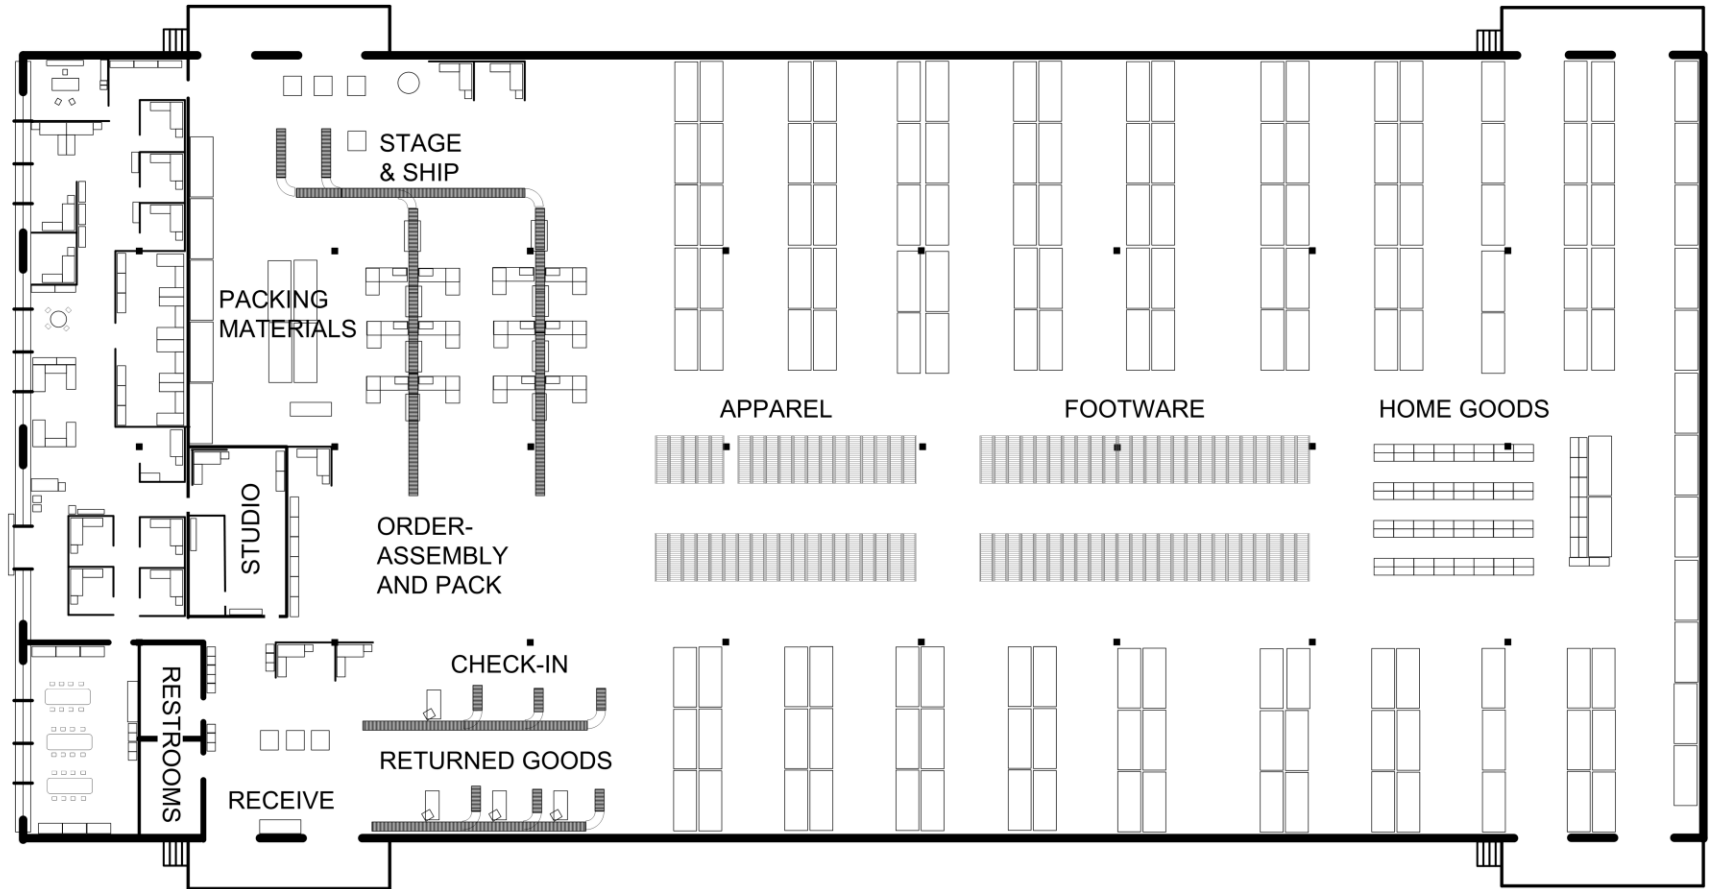 STAGE
& SHIP
PACKING
MATERIALS
APPAREL
FOOTWARE
HOME GOODS
STUDIO
ORDER-
ASSEMBLY
AND PACK
CHECK-IN
RESTROOMS
RETURNED GOODS
RECEIVE